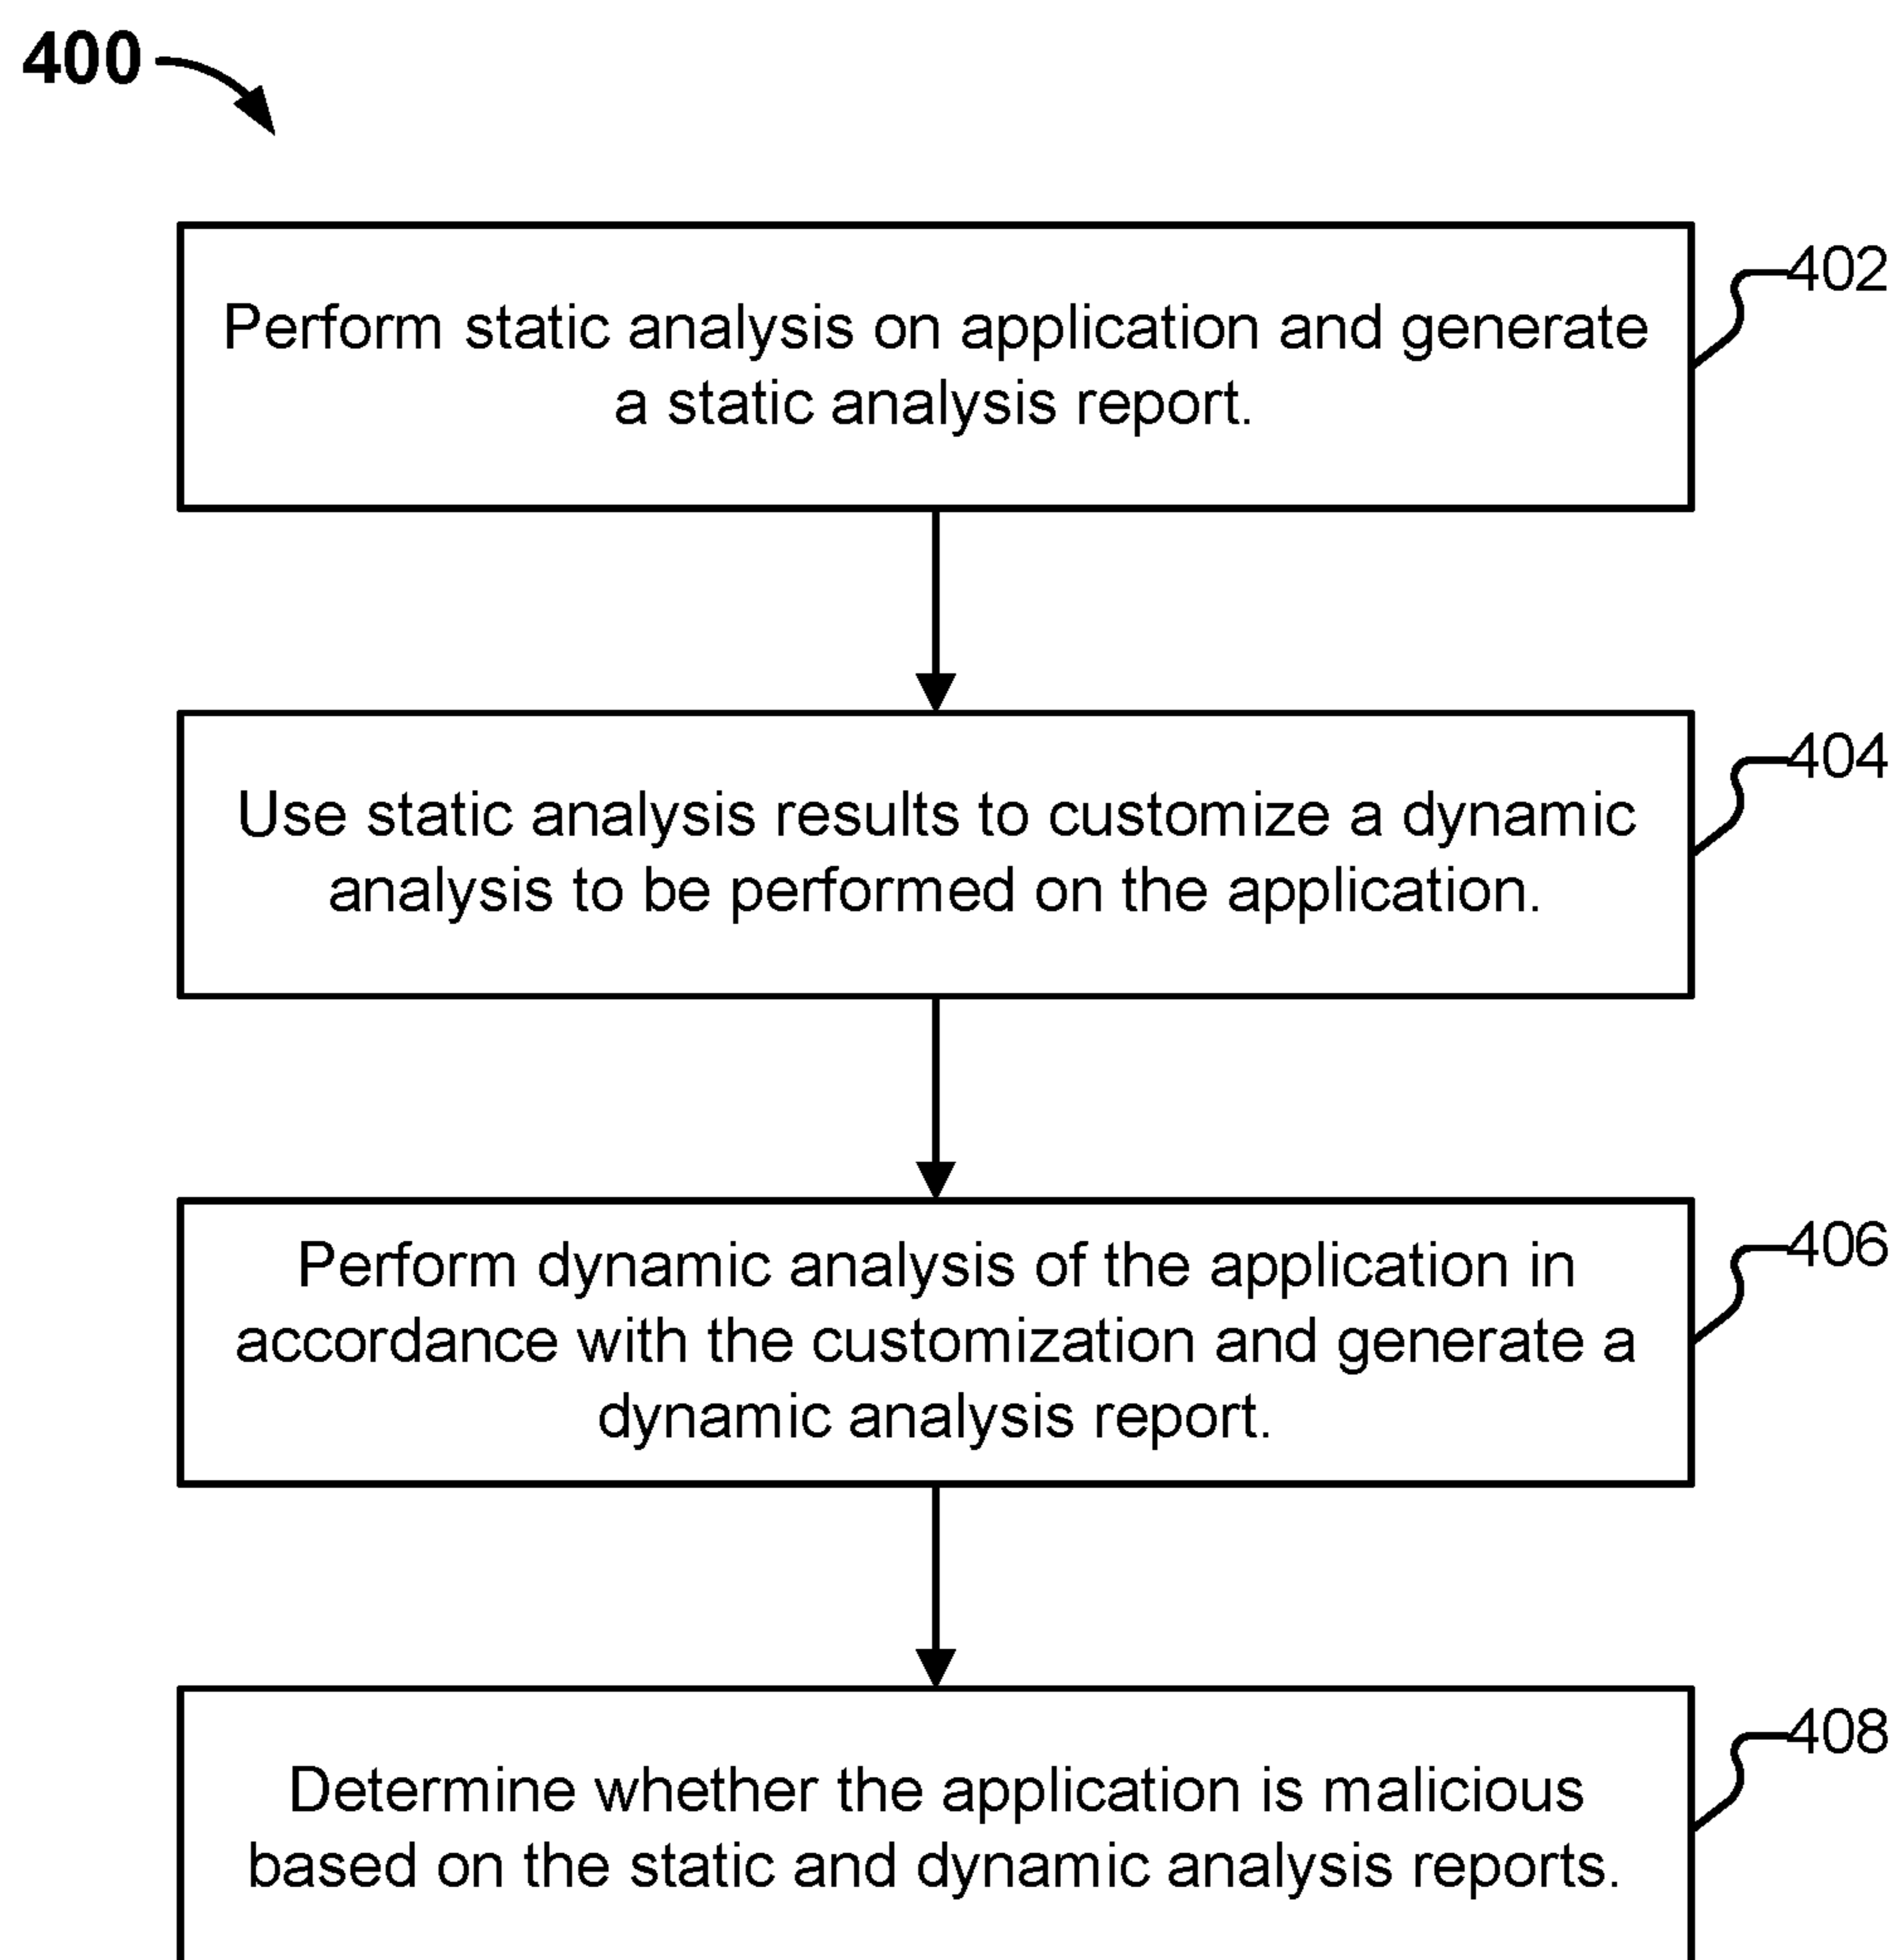 400
Perform static analysis on application and generate
a static analysis report.
402
Use static analysis results to customize a dynamic
analysis to be performed on the application.
404
Perform dynamic analysis of the application in
accordance with the customization and generate a
dynamic analysis report.
406
Determine whether the application is malicious
based on the static and dynamic analysis reports.
408